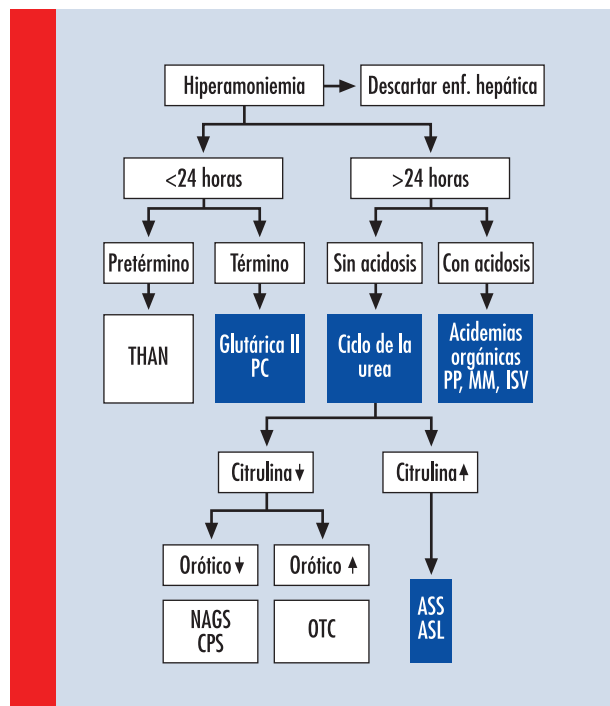 Hiperamoniemia
Descartar enf. hepática
<24 horas
>24 horas
Pretérmino
Término
Sin acidosis
Con acidosis
THAN
Glutárica II
PC
Ciclo de la
urea
Acidemias
orgánicas
PP, MM, ISV
Citrulina↓
Citrulina↑
Orótico↓
Orótico ↑
NAGS
CPS
OTC
ASS
ASL